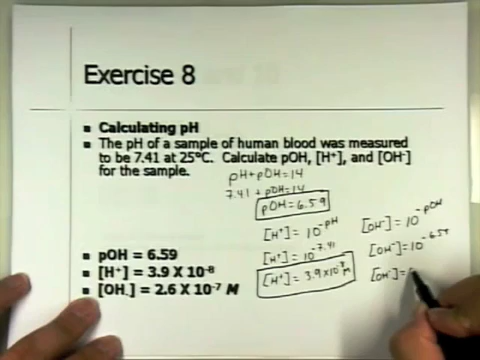 Exercise 8
Calculating pH
The pH of a sample of human blood was measured
to be 7.41 at 25°C. Calculate pOH, [H⁺], and [OH⁻]
for the sample.
pH+pOH=14
7.41 + pOH=14
pOH=6.59
[H⁺] = 10^-pH
[H⁺] = 10^-7.41
[H⁺] = 3.9×10^-8 M
[OH⁻] = 10^-pOH
[OH⁻] = 10^-6.59
[OH⁻] =
pOH = 6.59
[H⁺] = 3.9 X 10⁻⁸
[OH₋] = 2.6 X 10⁻⁷ M